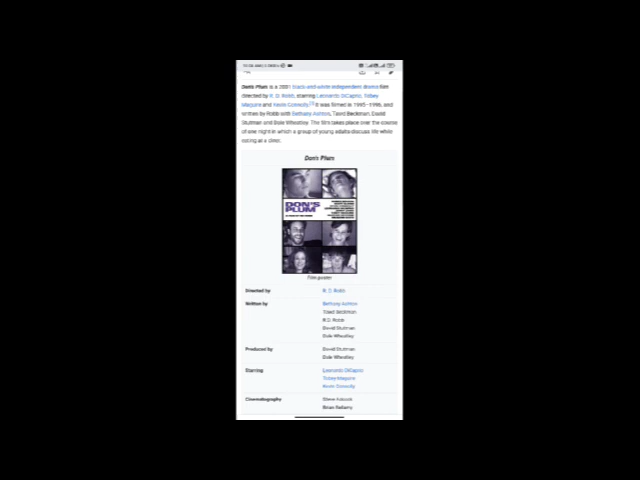 Don's Plum is a 2001 black-and-white independent drama film
directed by R. D. Robb, starring Leonardo DiCaprio, Tobey
Maguire and Kevin Connolly. It was filmed in 1995–1996, and
written by Robb with Bethany Ashton, Tawd Beckman, David
Stutman and Dale Wheatley. The film takes place over the course
of one night in which a group of young adults discuss life while
eating at a diner.
Don's Plum
DON'S
PLUM
Film poster
Directed by R. D. Robb
Written by Bethany Ashton
Tawd Beckman
R.D. Robb
David Stutman
Dale Wheatley
Produced by David Stutman
Dale Wheatley
Starring Leonardo DiCaprio
Tobey Maguire
Kevin Connolly
Cinematography Steve Adcock
Brian Bellamy